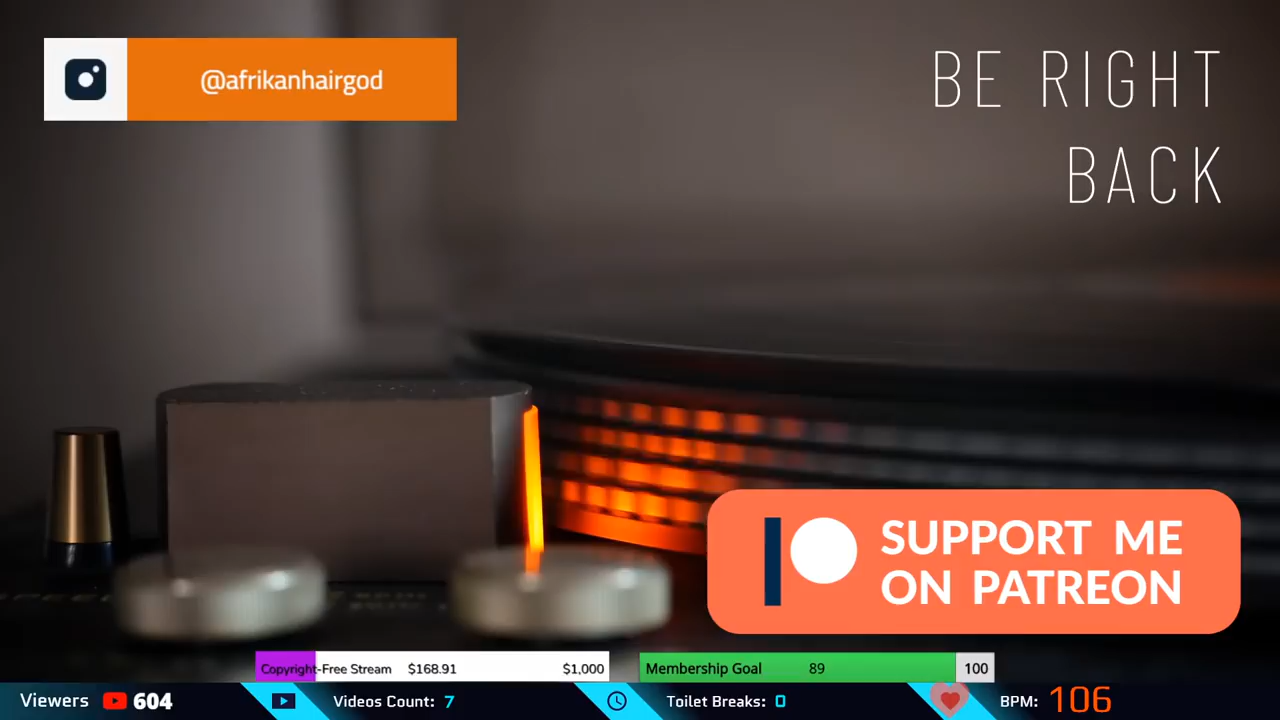 @afrikanhairgod
BE RIGHT
BACK
SUPPORT ME
ON PATREON
Copyright-Free Stream $168.91 $1,000
Membership Goal 89 100
Viewers 604 Videos Count: 7 Toilet Breaks: 0 BPM: 106